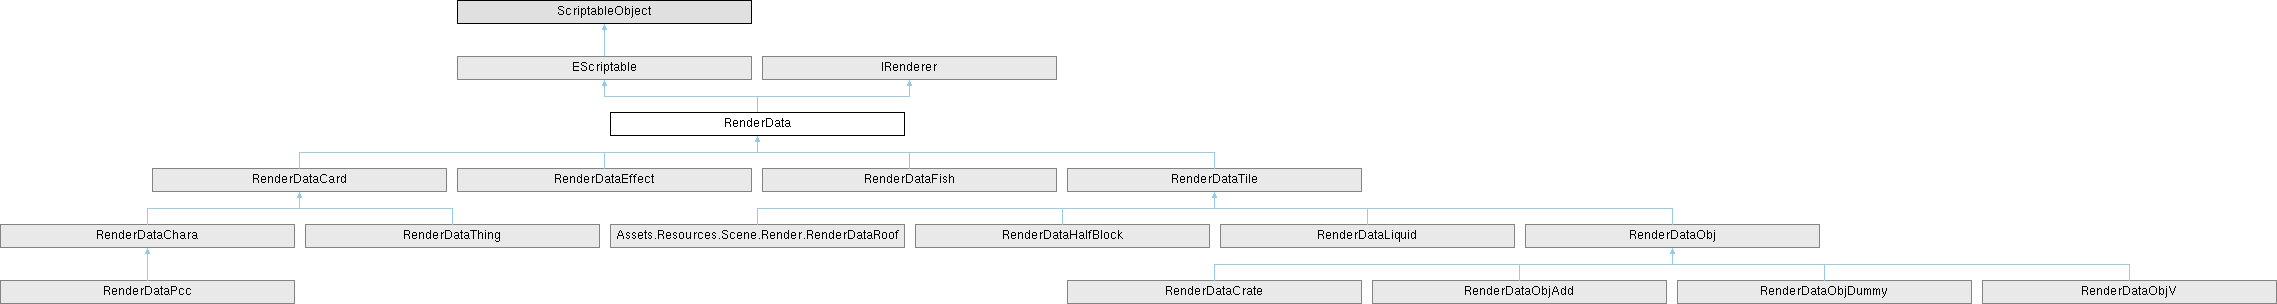 ScriptableObject
EScriptable
IRenderer
RenderData
RenderDataCard
RenderDataEffect
RenderDataFish
RenderDataTile
RenderDataChara
RenderDataThing
Assets.Resources.Scene.Render.RenderDataRoof
RenderDataHalfBlock
RenderDataLiquid
RenderDataObj
RenderDataPcc
RenderDataCrate
RenderDataObjAdd
RenderDataObjDummy
RenderDataObjV